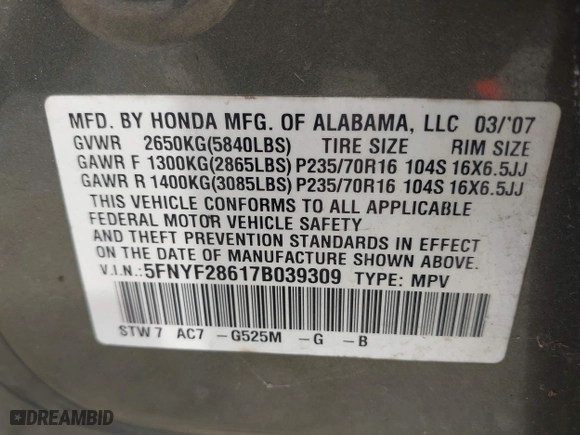 MFD. BY HONDA MFG. OF ALABAMA, LLC 03/'07
GVWR 2650KG(5840LBS) TIRE SIZE RIM SIZE
GAWR F 1300KG(2865LBS) P235/70R16 104S 16X6.5JJ
GAWR R 1400KG(3085LBS) P235/70R16 104S 16X6.5JJ
THIS VEHICLE CONFORMS TO ALL APPLICABLE
FEDERAL MOTOR VEHICLE SAFETY
AND THEFT PREVENTION STANDARDS IN EFFECT
ON THE DATE OF MANUFACTURE SHOWN ABOVE.
V.I.N.: 5FNYF28617B039309 TYPE: MPV
STW7 AC7 -G525M -G -B
DREAMBID